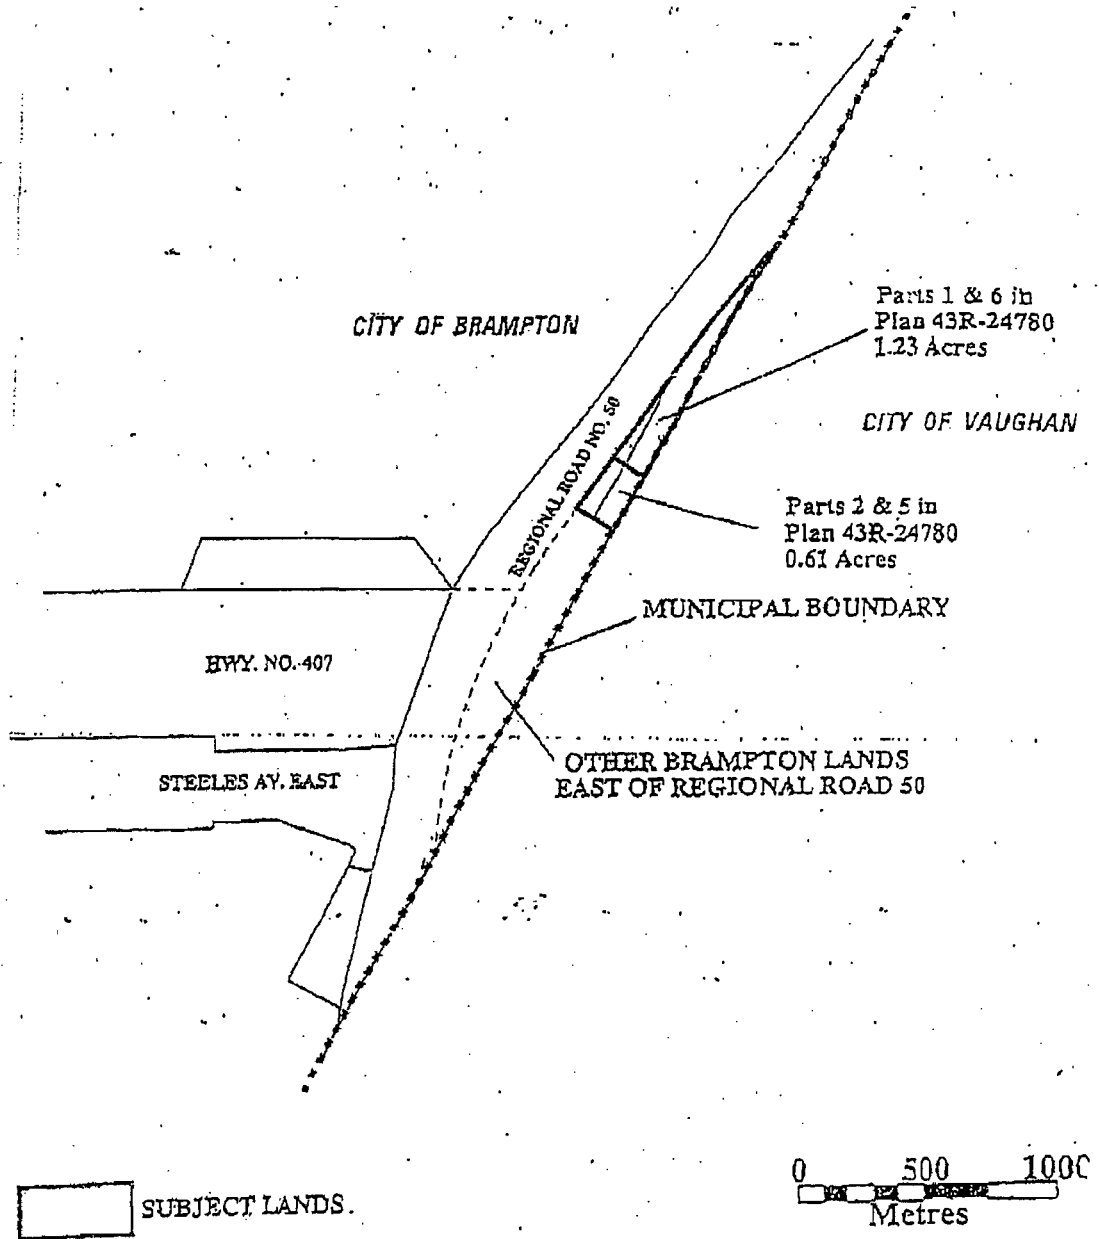 Parts 1 & 6 in
Plan 43R-24780
1.23 Acres
CITY OF BRAMPTON
CITY OF VAUGHAN
REGIONAL ROAD NO. 50
Parts 2 & 5 in
Plan 43R-24780
0.61 Acres
MUNICIPAL BOUNDARY
HWY. NO. 407
OTHER BRAMPTON LANDS
EAST OF REGIONAL ROAD 50
STEELES AV. EAST
SUBJECT LANDS.
0 500 1000
Metres